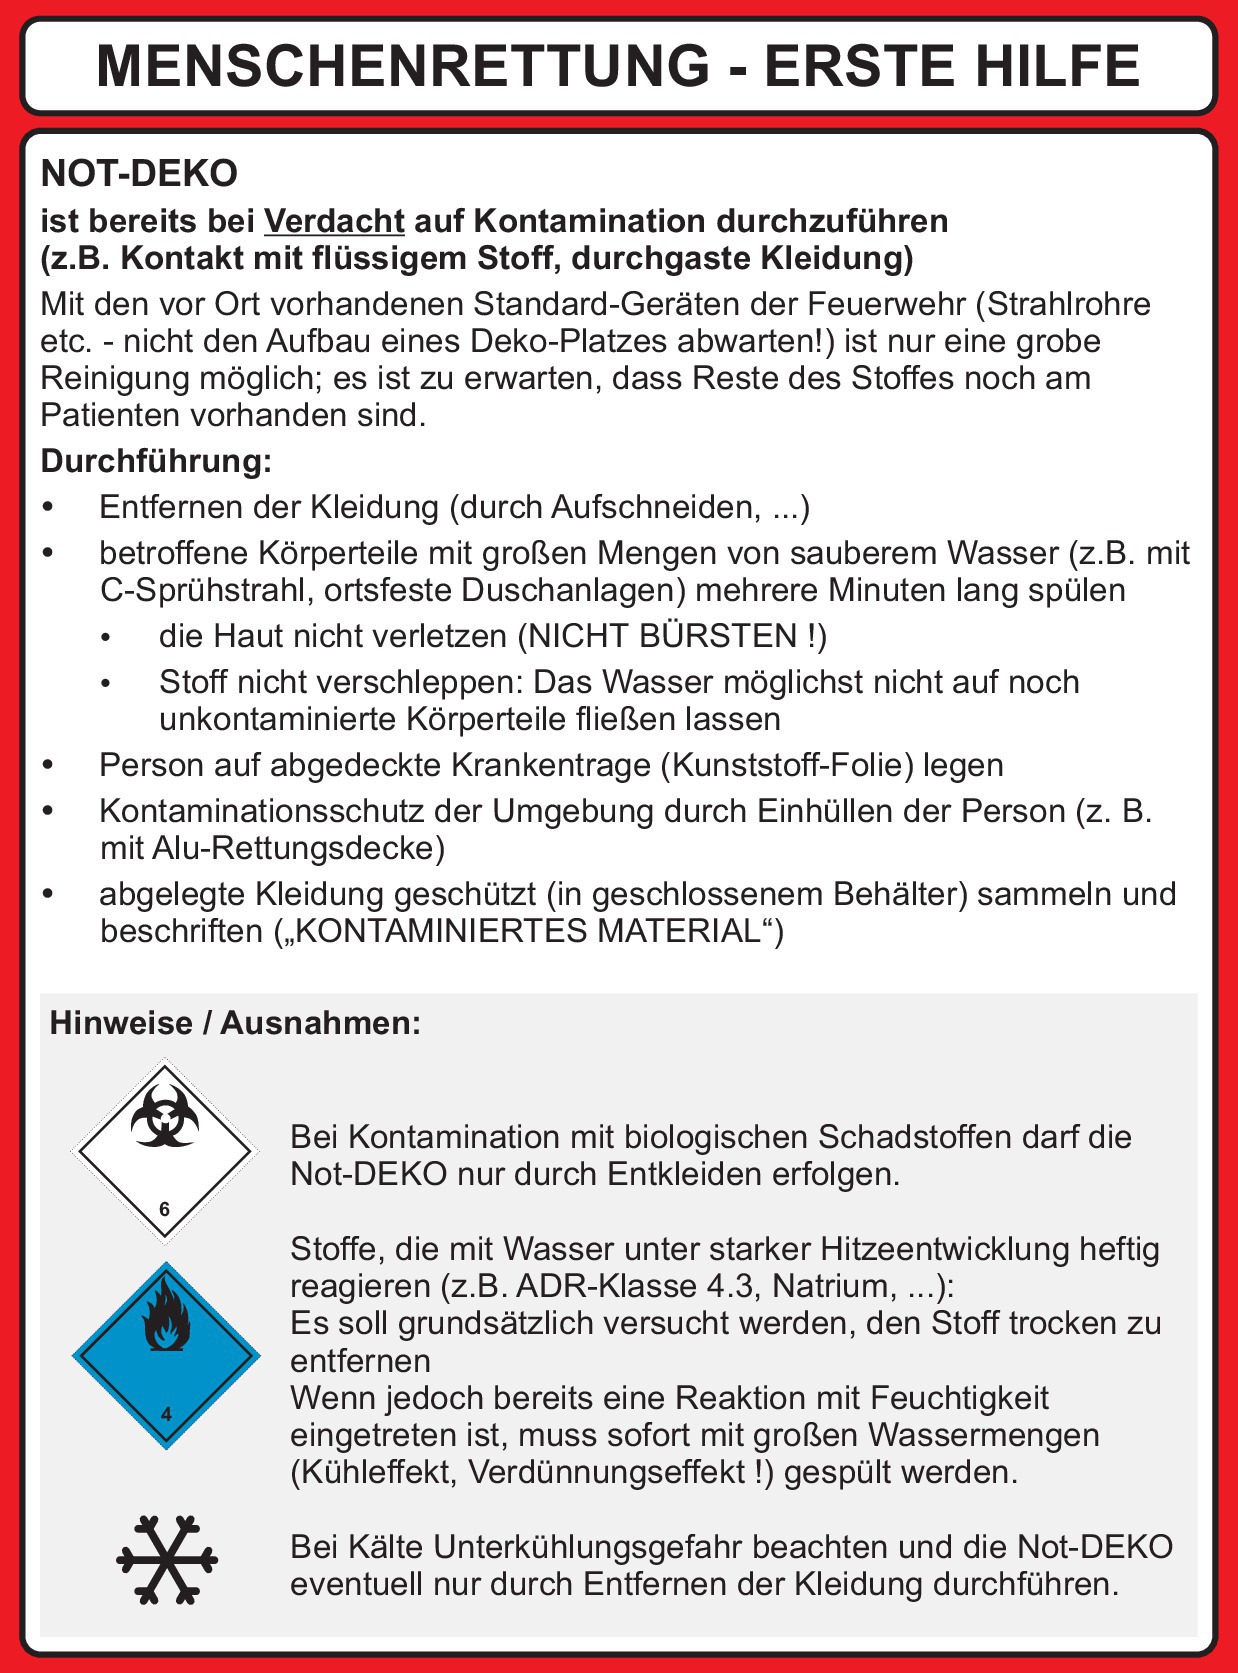 MENSCHENRETTUNG - ERSTE HILFE
NOT-DEKO
ist bereits bei Verdacht auf Kontamination durchzuführen
(z.B. Kontakt mit flüssigem Stoff, durchgaste Kleidung)
Mit den vor Ort vorhandenen Standard-Geräten der Feuerwehr (Strahlrohre
etc. - nicht den Aufbau eines Deko-Platzes abwarten!) ist nur eine grobe
Reinigung möglich; es ist zu erwarten, dass Reste des Stoffes noch am
Patienten vorhanden sind.
Durchführung:
• Entfernen der Kleidung (durch Aufschneiden, ...)
• betroffene Körperteile mit großen Mengen von sauberem Wasser (z.B. mit
C-Sprühstrahl, ortsfeste Duschanlagen) mehrere Minuten lang spülen
• die Haut nicht verletzen (NICHT BÜRSTEN !)
• Stoff nicht verschleppen: Das Wasser möglichst nicht auf noch
unkontaminierte Körperteile fließen lassen
• Person auf abgedeckte Krankentrage (Kunststoff-Folie) legen
• Kontaminationsschutz der Umgebung durch Einhüllen der Person (z. B.
mit Alu-Rettungsdecke)
• abgelegte Kleidung geschützt (in geschlossenem Behälter) sammeln und
beschriften („KONTAMINIERTES MATERIAL“)
Hinweise / Ausnahmen:
6
Bei Kontamination mit biologischen Schadstoffen darf die
Not-DEKO nur durch Entkleiden erfolgen.
4
Stoffe, die mit Wasser unter starker Hitzeentwicklung heftig
reagieren (z.B. ADR-Klasse 4.3, Natrium, ...):
Es soll grundsätzlich versucht werden, den Stoff trocken zu
entfernen
Wenn jedoch bereits eine Reaktion mit Feuchtigkeit
eingetreten ist, muss sofort mit großen Wassermengen
(Kühleffekt, Verdünnungseffekt !) gespült werden.
Bei Kälte Unterkühlungsgefahr beachten und die Not-DEKO
eventuell nur durch Entfernen der Kleidung durchführen.